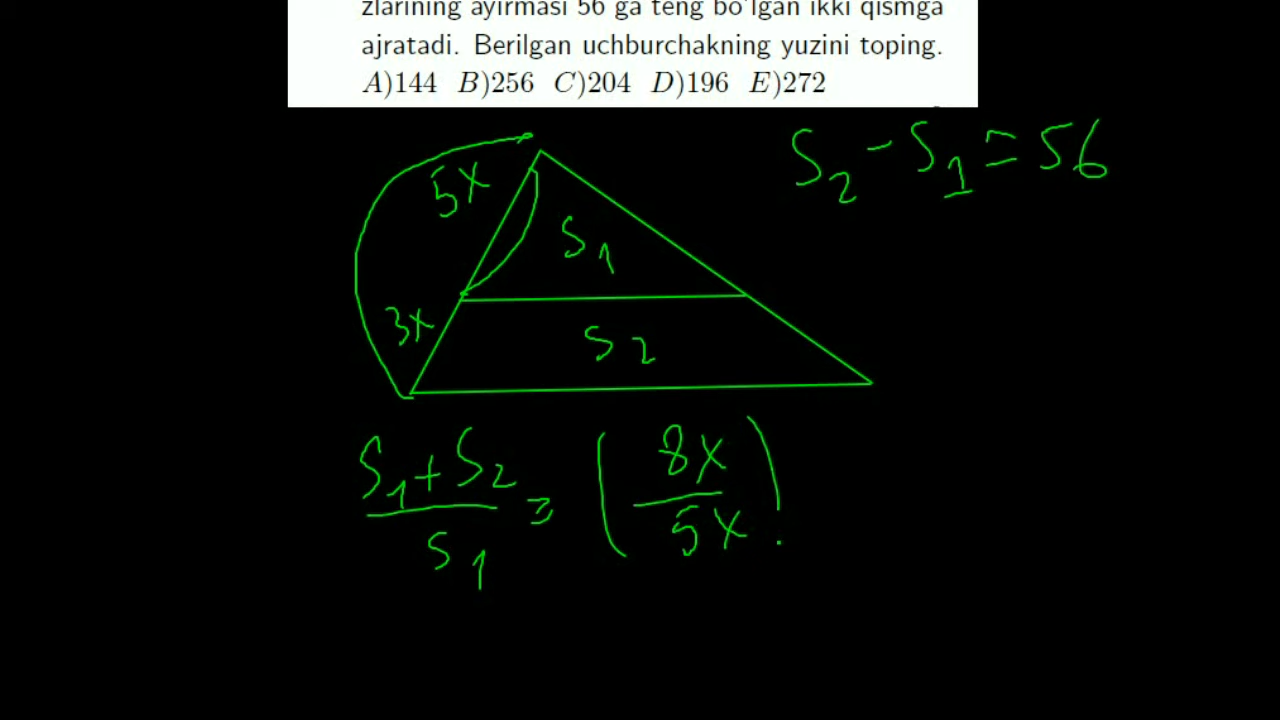 zlarining ayirmasi 56 ga teng bo'lgan ikki qismga
ajratadi. Berilgan uchburchakning yuzini toping.
A)144 B)256 C)204 D)196 E)272
S₂ - S₁ = 56
5x
S₁
3x
S₂
S₁+S₂ / S₁ = (8x / 5x)